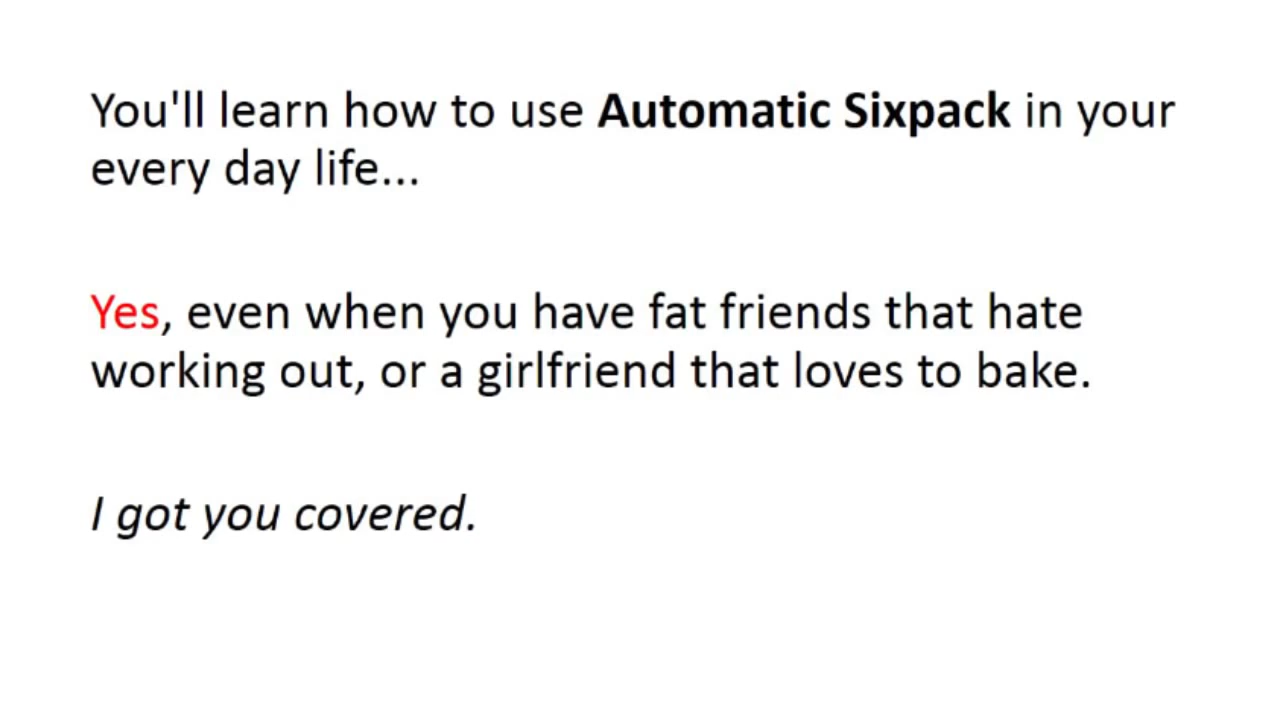 You'll learn how to use Automatic Sixpack in your
every day life...
Yes, even when you have fat friends that hate
working out, or a girlfriend that loves to bake.
I got you covered.